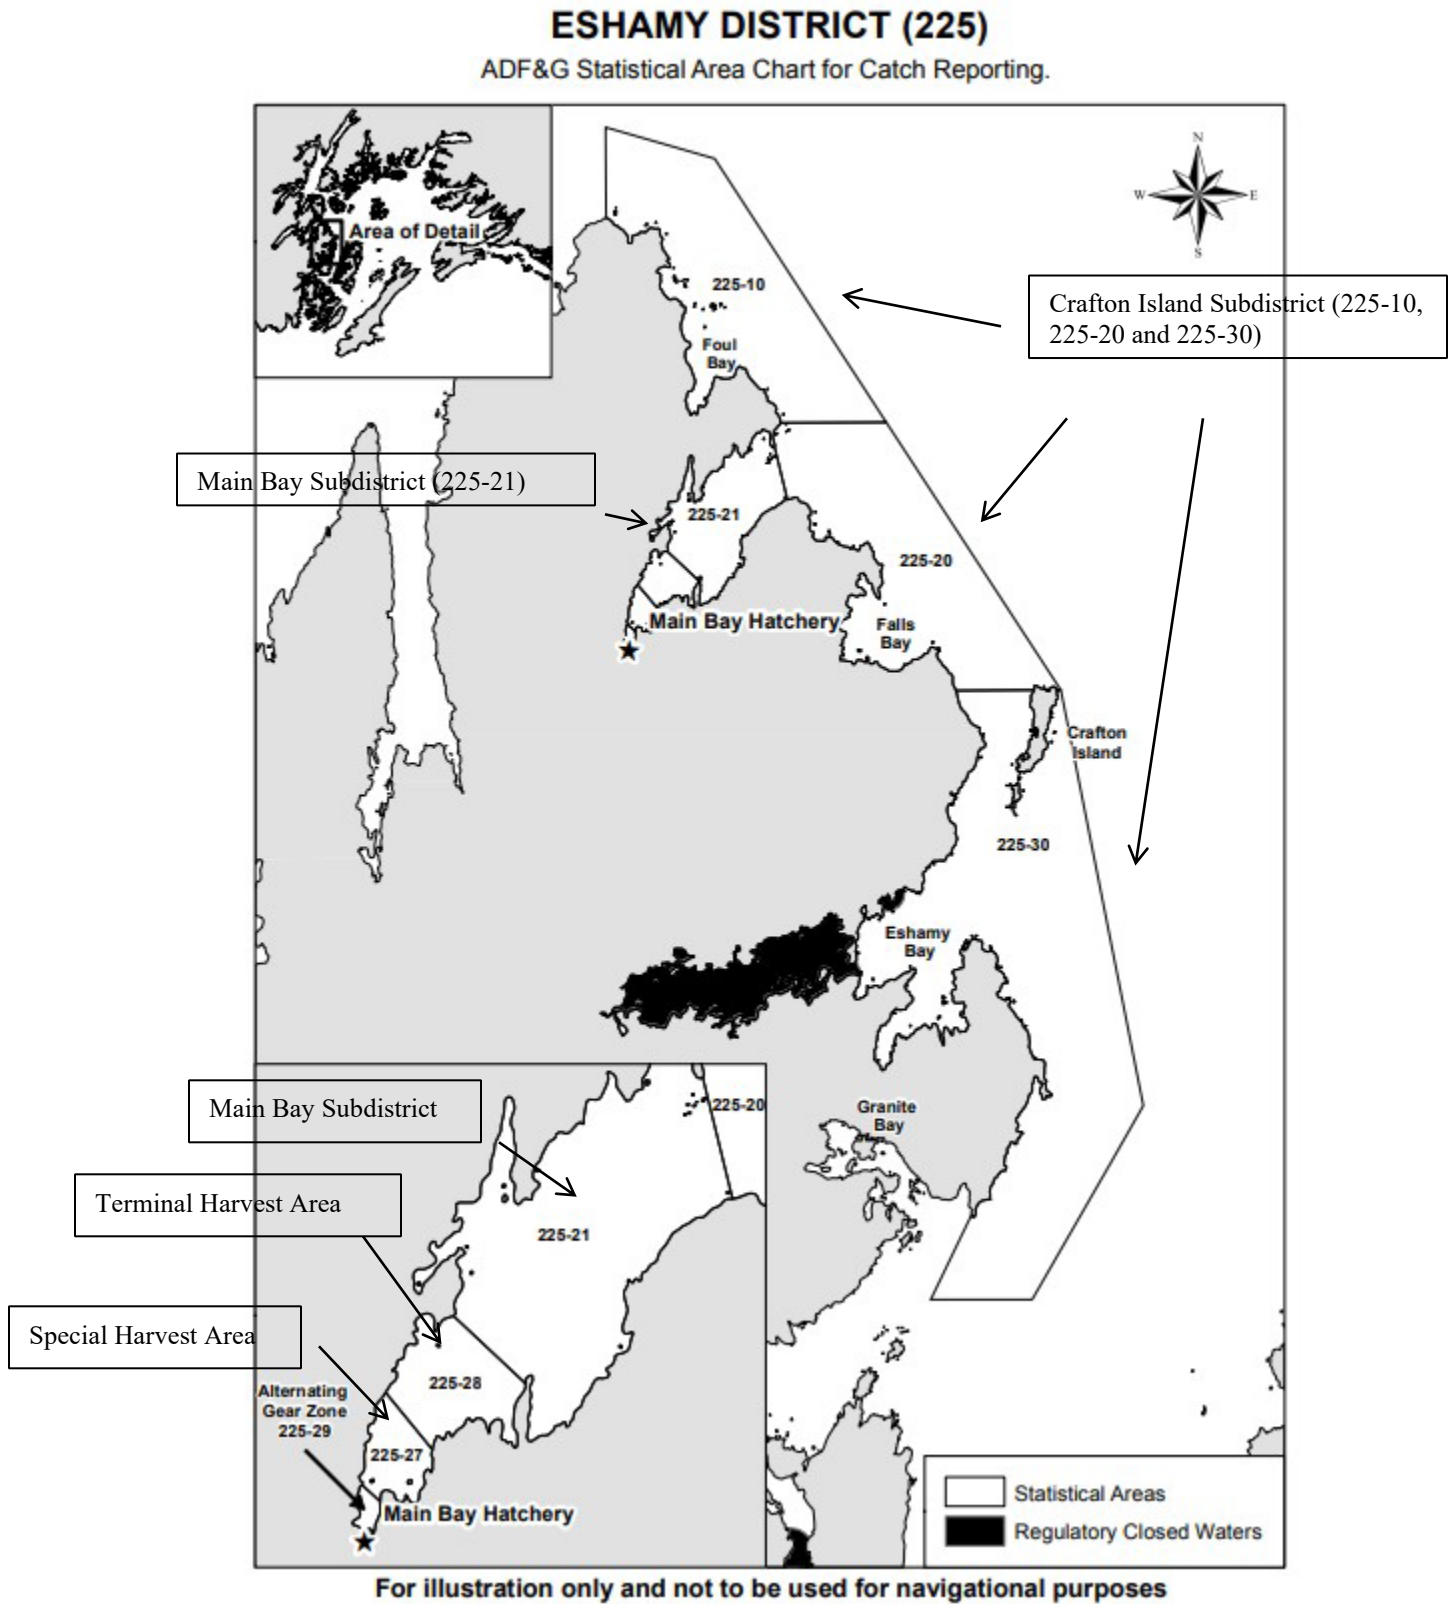 ESHAMY DISTRICT (225)
ADF&G Statistical Area Chart for Catch Reporting.
N
W
E
S
Area of Detail
225-10
Crafton Island Subdistrict (225-10,
225-20 and 225-30)
Foul
Bay
Main Bay Subdistrict (225-21)
225-21
225-20
Main Bay Hatchery
Falls
Bay
Crafton
Island
225-30
Eshamy
Bay
Main Bay Subdistrict
225-20
Granite
Bay
Terminal Harvest Area
225-21
Special Harvest Area
225-28
Alternating
Gear Zone
225-29
225-27
Main Bay Hatchery
Statistical Areas
Regulatory Closed Waters
For illustration only and not to be used for navigational purposes